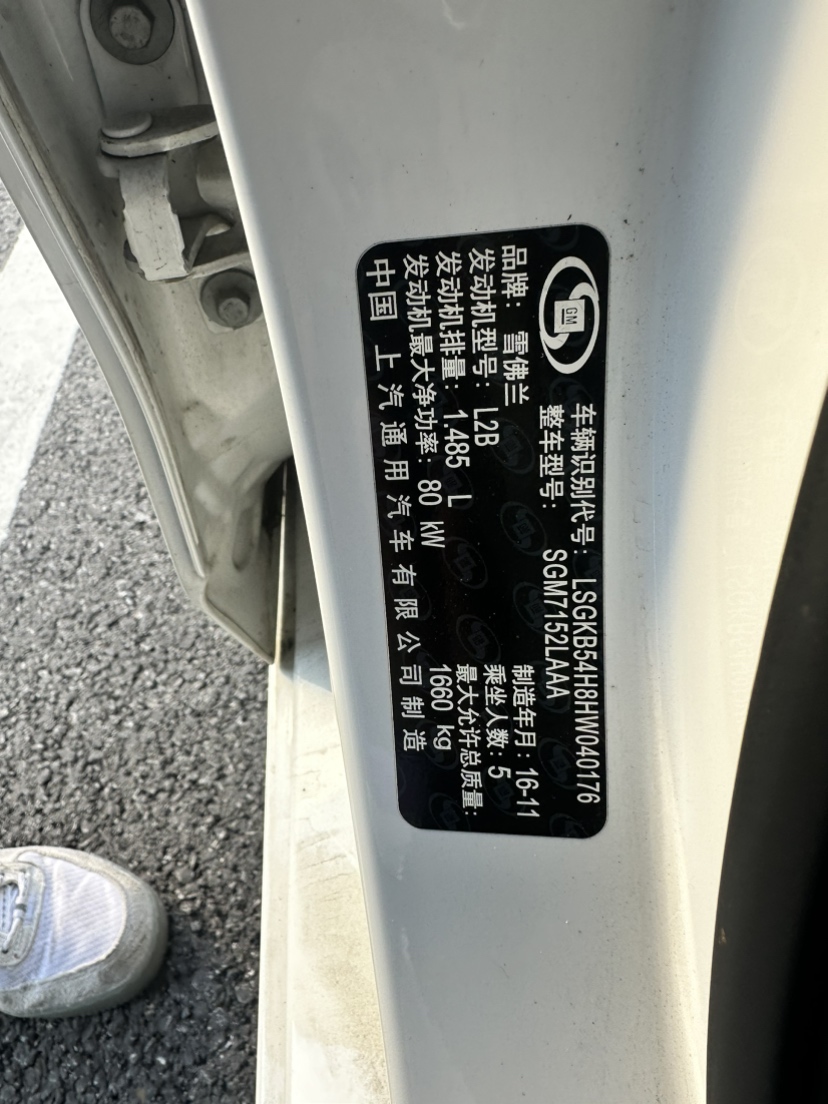 GM
车辆识别代号: LSGKB54H8HW040176
整车型号: SGM7152LAAA
品牌: 雪佛兰 制造年月: 16-11
发动机型号: L2B 乘坐人数: 5
发动机排量: 1.485 L 最大允许总质量:
发动机最大净功率: 80 kW 1660 kg
中国 上汽通用汽车有限公司制造